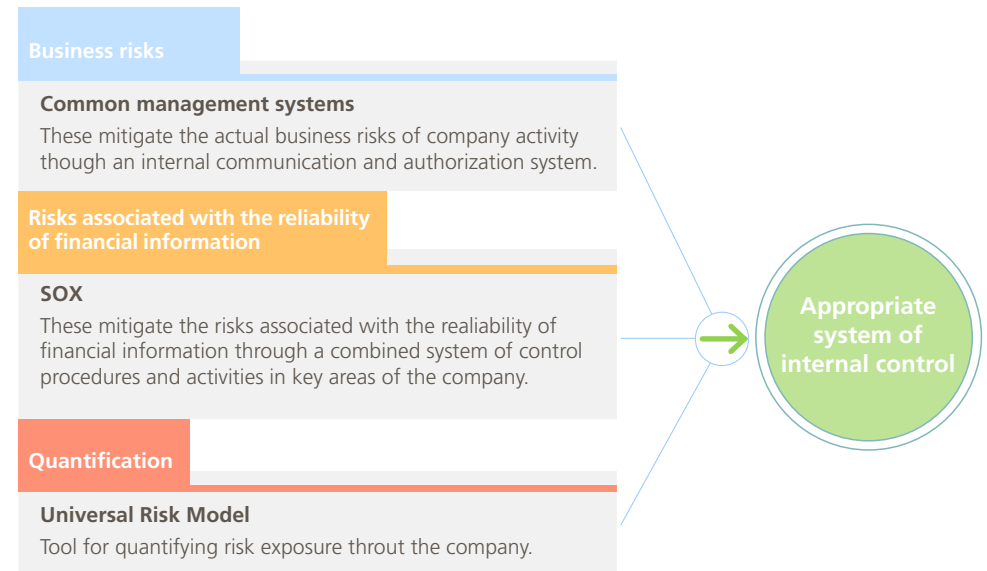 Business risks
Common management systems
These mitigate the actual business risks of company activity
though an internal communication and authorization system.
Risks associated with the reliability
of financial information
SOX
These mitigate the risks associated with the realiability of
financial information through a combined system of control
procedures and activities in key areas of the company.
Quantification
Universal Risk Model
Tool for quantifying risk exposure throut the company.
Appropriate
system of
internal control